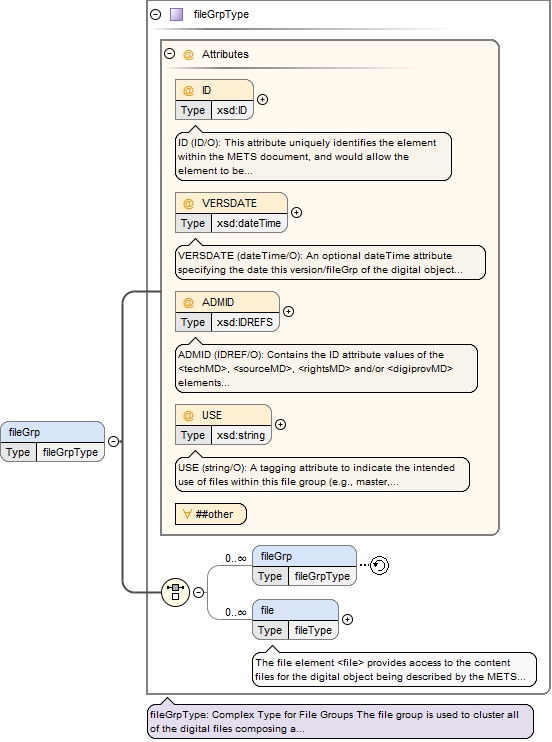 fileGrpType
@ Attributes
@ ID
Type xsd:ID
ID (ID/O): This attribute uniquely identifies the element
within the METS document, and would allow the
element to be...
@ VERSDATE
Type xsd:dateTime
VERSDATE (dateTime/O): An optional dateTime attribute
specifying the date this version/fileGrp of the digital object...
@ ADMID
Type xsd:IDREFS
ADMID (IDREF/O): Contains the ID attribute values of the
<techMD>, <sourceMD>, <rightsMD> and/or <digiprovMD>
elements...
@ USE
Type xsd:string
USE (string/O): A tagging attribute to indicate the intended
use of files within this file group (e.g., master,...
∀ ##other
fileGrp
Type fileGrpType
0..∞
fileGrp
Type fileGrpType
0..∞
file
Type fileType
The file element <file> provides access to the content
files for the digital object being described by the METS...
fileGrpType: Complex Type for File Groups The file group is used to cluster all
of the digital files composing a...